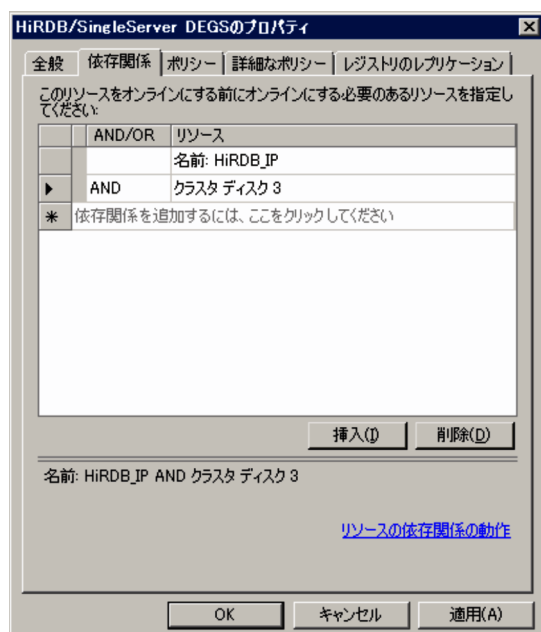 HiRDB/SingleServer DEGSのプロパティ
全般 依存関係 ポリシー 詳細なポリシー レジストリのレプリケーション
このリソースをオンラインにする前にオンラインにする必要のあるリソースを指定し
てください:
AND/OR リソース
名前: HiRDB_IP
AND クラスタ ディスク 3
依存関係を追加するには、ここをクリックしてください
挿入(I) 削除(D)
名前: HiRDB_IP AND クラスタ ディスク 3
リソースの依存関係の動作
OK キャンセル 適用(A)